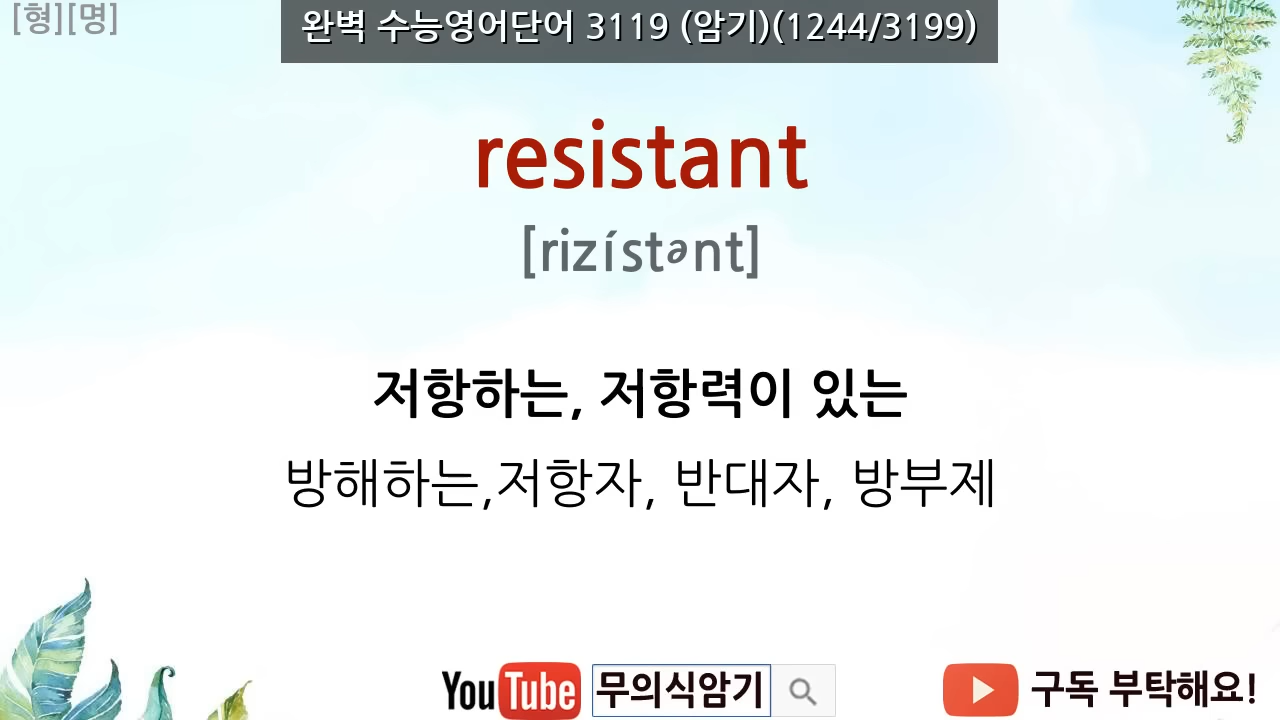 [형][명]
완벽 수능영어단어 3119 (암기)(1244/3199)
resistant
[rizístənt]
저항하는, 저항력이 있는
방해하는,저항자, 반대자, 방부제
YouTube 무의식암기
구독 부탁해요!